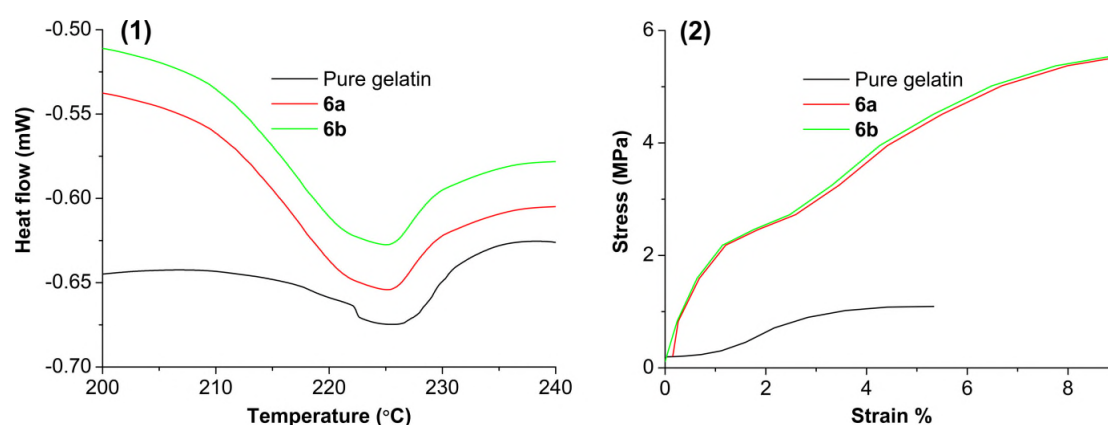 (1)
Heat flow (mW)
-0.50
-0.55
-0.60
-0.65
-0.70
Pure gelatin
6a
6b
200
210
220
230
240
Temperature (°C)
(2)
Stress (MPa)
6
4
2
0
Pure gelatin
6a
6b
0
2
4
6
8
Strain %